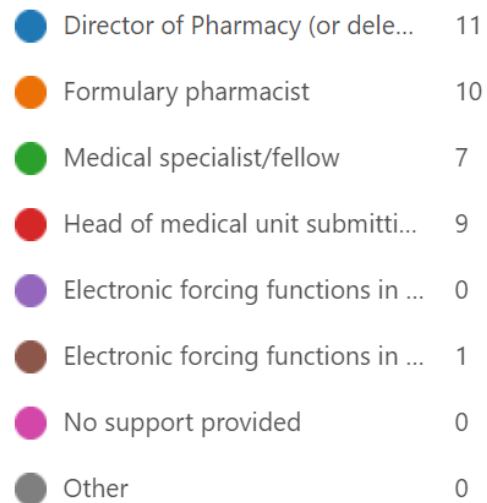 Director of Pharmacy (or dele... 11
Formulary pharmacist 10
Medical specialist/fellow 7
Head of medical unit submitti... 9
Electronic forcing functions in ... 0
Electronic forcing functions in ... 1
No support provided 0
Other 0